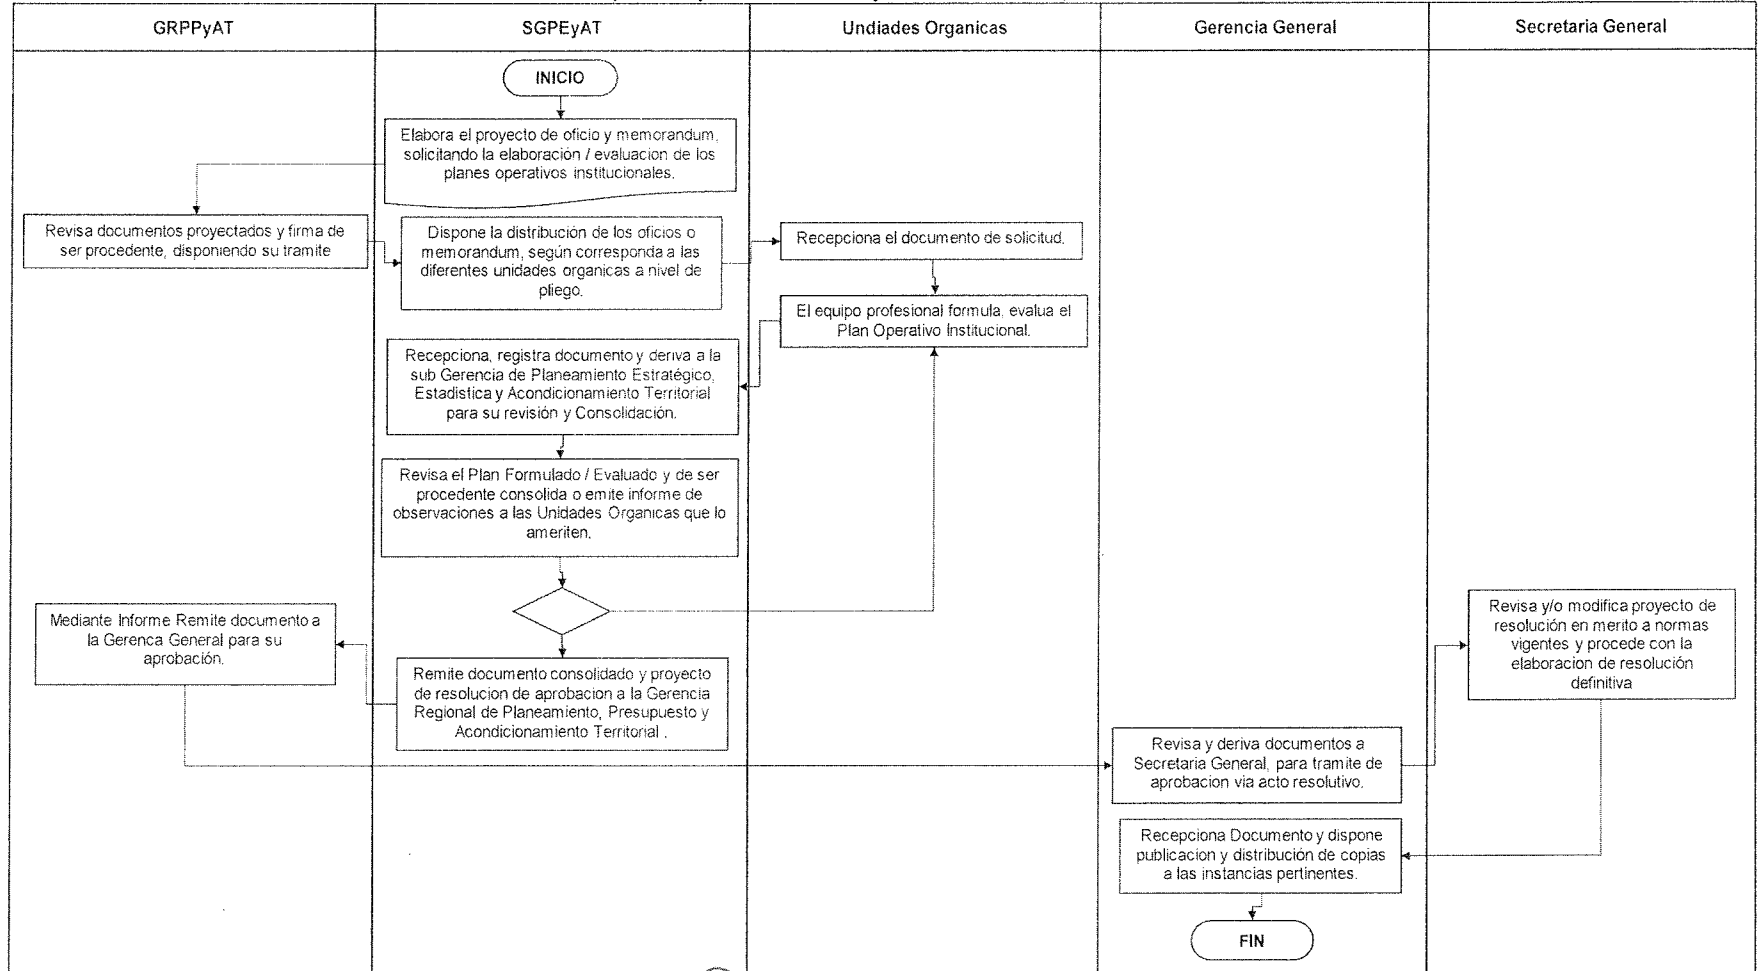 GRPPyAT
SGPEyAT
Undiades Organicas
Gerencia General
Secretaria General
INICIO
Elabora el proyecto de oficio y memorandum,
solicitando la elaboración / evaluacion de los
planes operativos institucionales.
Revisa documentos proyectados y firma de
ser procedente, disponiendo su tramite
Dispone la distribución de los oficios o
memorandum, según corresponda a las
diferentes unidades organicas a nivel de
pliego.
Recepciona el documento de solicitud.
El equipo profesional formula, evalua el
Plan Operativo Institucional.
Recepciona, registra documento y deriva a la
sub Gerencia de Planeamiento Estratégico,
Estadistica y Acondicionamiento Territorial
para su revisión y Consolidación.
Revisa el Plan Formulado / Evaluado y de ser
procedente consolida o emite informe de
observaciones a las Unidades Organicas que lo
ameriten.
Mediante Informe Remite documento a
la Gerenca General para su
aprobación.
Remite documento consolidado y proyecto
de resolucion de aprobacion a la Gerencia
Regional de Planeamiento, Presupuesto y
Acondicionamiento Territorial .
Revisa y/o modifica proyecto de
resolución en merito a normas
vigentes y procede con la
elaboracion de resolución
definitiva
Revisa y deriva documentos a
Secretaria General, para tramite de
aprobacion via acto resolutivo.
Recepciona Documento y dispone
publicacion y distribución de copias
a las instancias pertinentes.
FIN